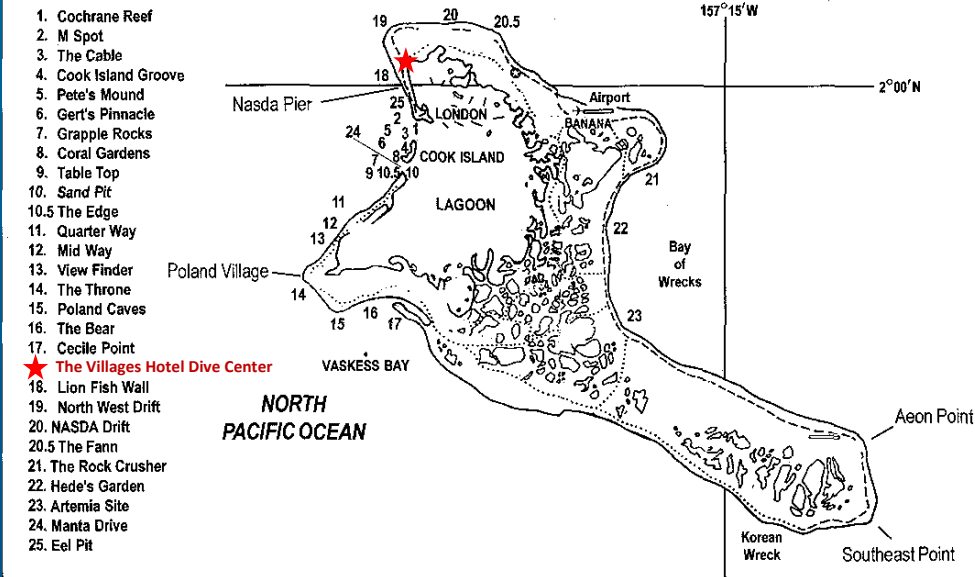 1. Cochrane Reef
2. M Spot
3. The Cable
4. Cook Island Groove
5. Pete's Mound
6. Gert's Pinnacle
7. Grapple Rocks
8. Coral Gardens
9. Table Top
10. Sand Pit
10.5 The Edge
11. Quarter Way
12. Mid Way
13. View Finder
14. The Throne
15. Poland Caves
16. The Bear
17. Cecile Point
The Villages Hotel Dive Center
18. Lion Fish Wall
19. North West Drift
20. NASDA Drift
20.5 The Fann
21. The Rock Crusher
22. Hede's Garden
23. Artemia Site
24. Manta Drive
25. Eel Pit
157°15'W
19
20
20.5
18
2°00'N
Nasda Pier
25
LONDON
Airport
BANANA
2
1
24
5
3
6
4
7
8
COOK ISLAND
9
10.5
10
21
11
LAGOON
12
22
13
Bay
of
Wrecks
Poland Village
14
15
16
17
23
VASKESS BAY
NORTH
PACIFIC OCEAN
Aeon Point
Korean
Wreck
Southeast Point